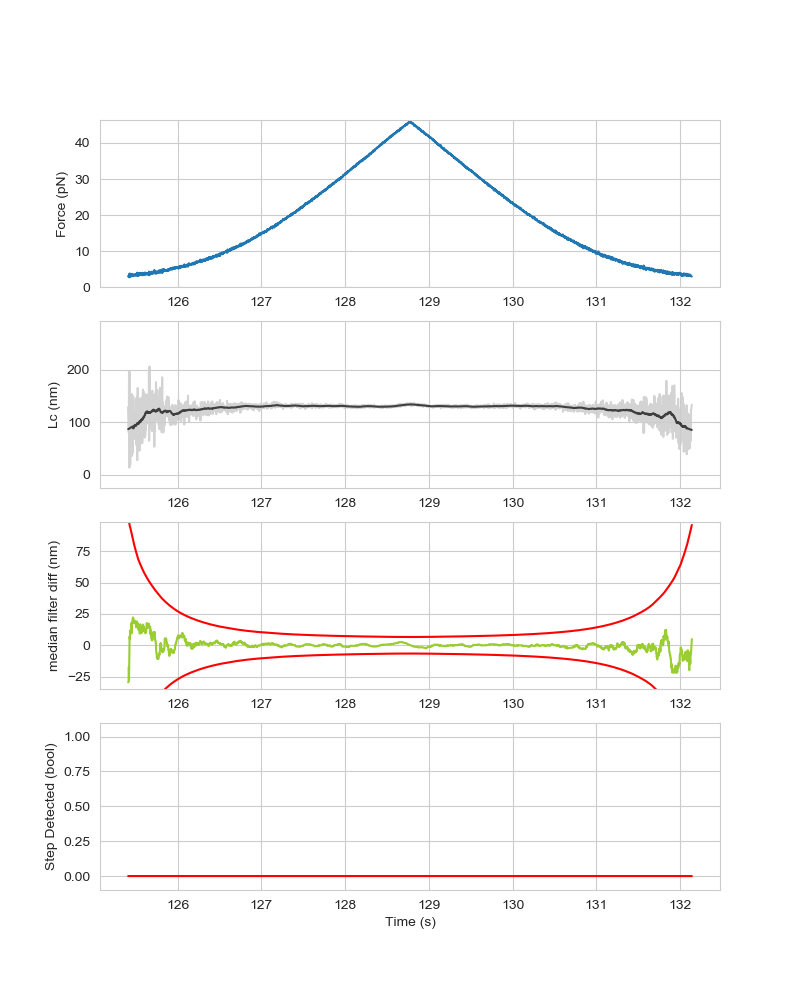 Force (pN)
40
30
20
10
0
126 127 128 129 130 131 132
Lc (nm)
200
100
0
126 127 128 129 130 131 132
median filter diff (nm)
75
50
25
0
−25
126 127 128 129 130 131 132
Step Detected (bool)
1.00
0.75
0.50
0.25
0.00
126 127 128 129 130 131 132
Time (s)